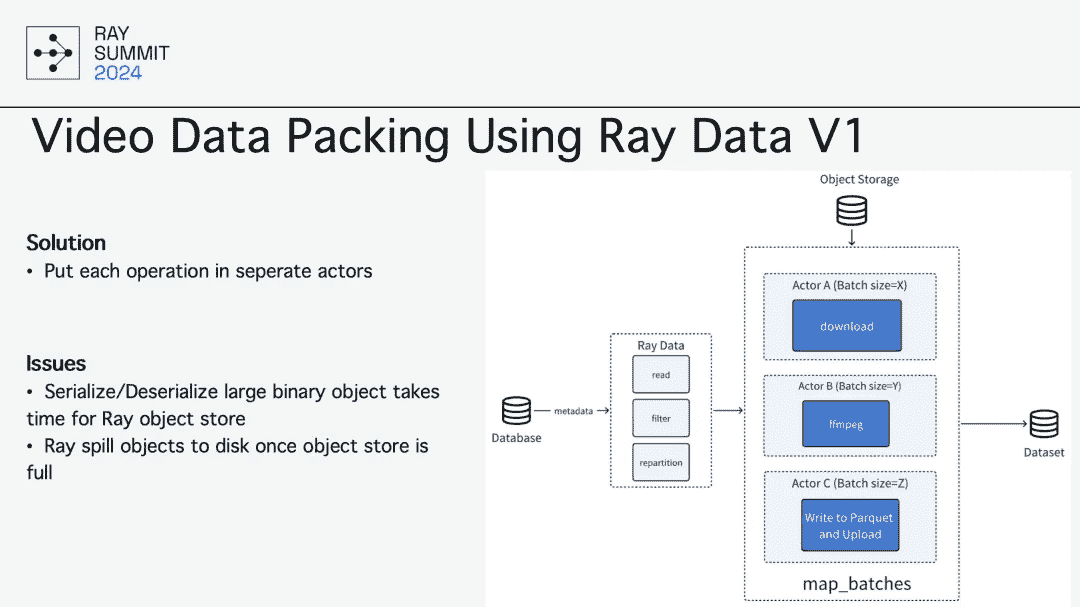 RAY
SUMMIT
2024
Video Data Packing Using Ray Data V1
Solution
• Put each operation in seperate actors
Issues
• Serialize/Deserialize large binary object takes
time for Ray object store
• Ray spill objects to disk once object store is
full
Database
metadata
Ray Data
read
filter
repartition
Object Storage
Actor A (Batch size=X)
download
Actor B (Batch size=Y)
ffmpeg
Actor C (Batch size=Z)
Write to Parquet
and Upload
map_batches
Dataset